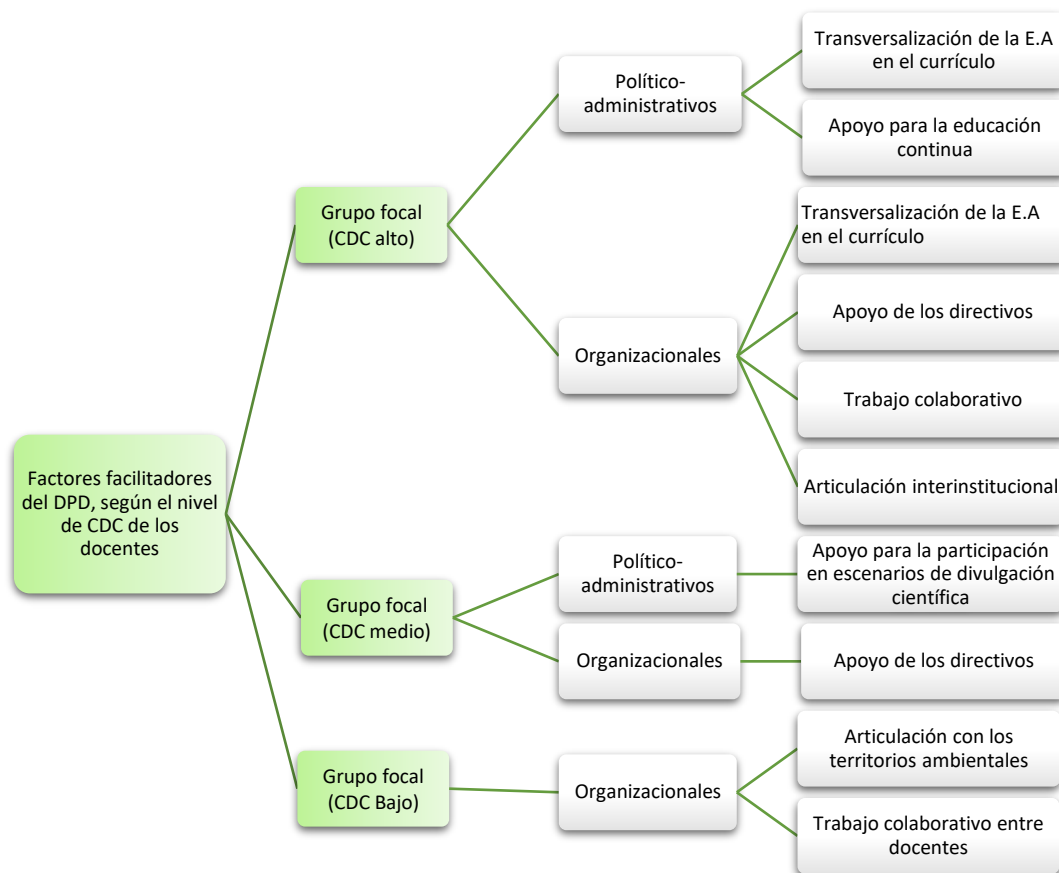 Factores facilitadores
del DPD, según el nivel
de CDC de los
docentes
Grupo focal
(CDC alto)
Político-
administrativos
Transversalización de la E.A
en el currículo
Apoyo para la educación
continua
Organizacionales
Transversalización de la E.A
en el currículo
Apoyo de los directivos
Trabajo colaborativo
Articulación interinstitucional
Grupo focal
(CDC medio)
Político-
administrativos
Apoyo para la participación
en escenarios de divulgación
científica
Organizacionales
Apoyo de los directivos
Grupo focal
(CDC Bajo)
Organizacionales
Articulación con los
territorios ambientales
Trabajo colaborativo entre
docentes